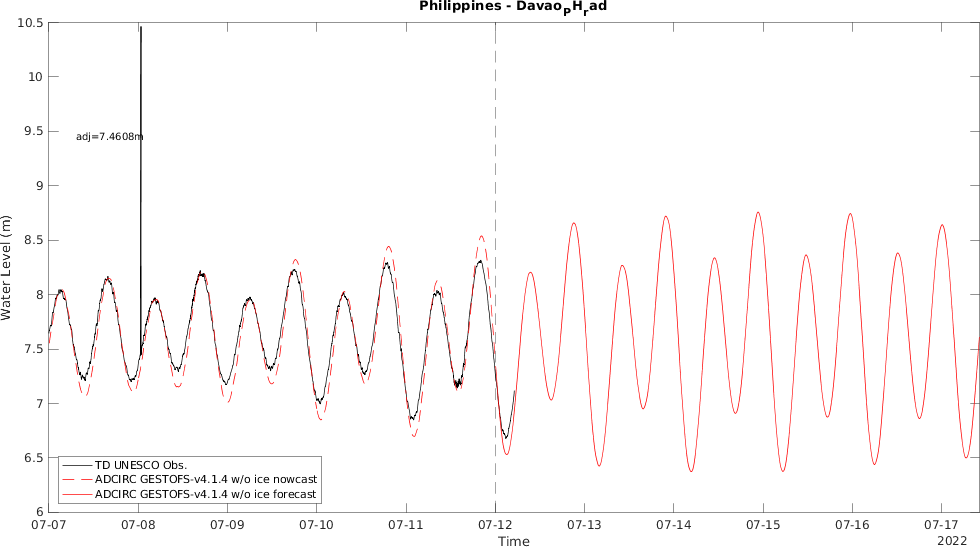 Philippines - Davao_PH_rad
10.5
10
9.5
9
8.5
8
7.5
7
6.5
6
Water Level (m)
adj=7.4608m
TD UNESCO Obs.
ADCIRC GESTOFS-v4.1.4 w/o ice nowcast
ADCIRC GESTOFS-v4.1.4 w/o ice forecast
07-07 07-08 07-09 07-10 07-11 07-12 07-13 07-14 07-15 07-16 07-17
Time
2022